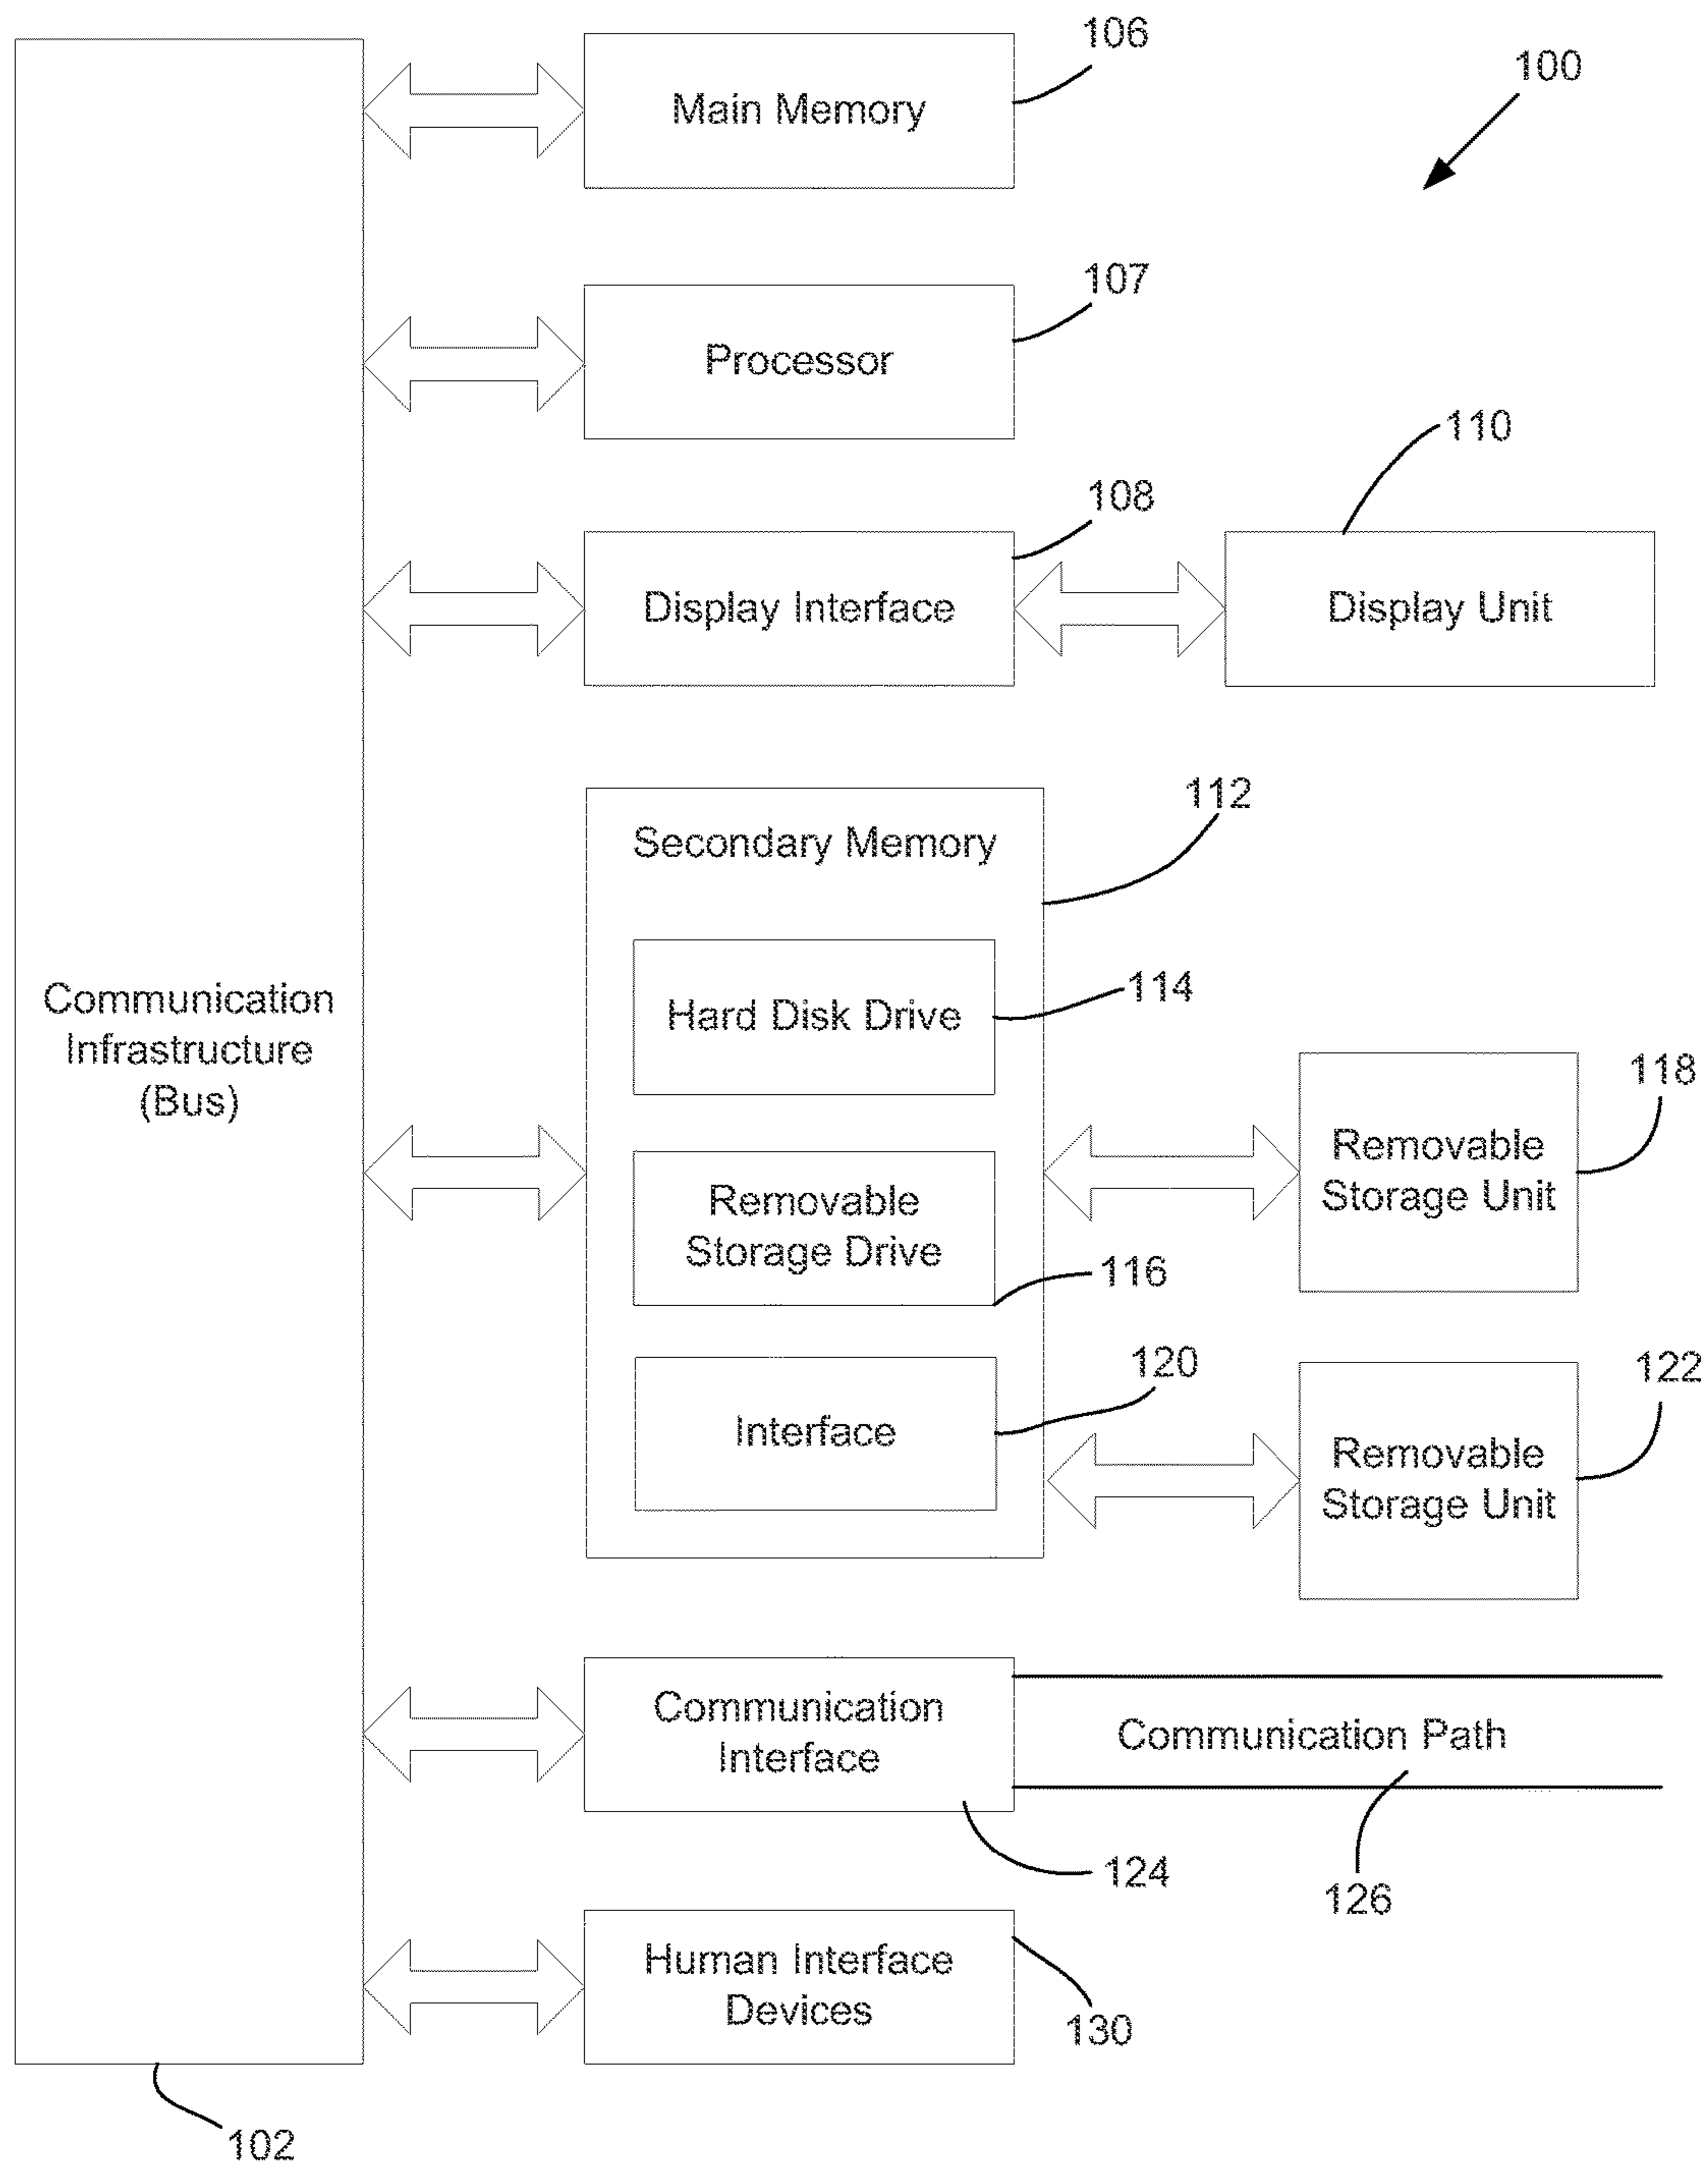 106
100
Main Memory
107
Processor
110
108
Display Interface
Display Unit
112
Secondary Memory
114
Hard Disk Drive
Communication
Infrastructure
(Bus)
118
Removable
Storage Unit
Removable
Storage Drive
116
120
122
Interface
Removable
Storage Unit
Communication
Interface
Communication Path
124
126
Human Interface
Devices
130
102